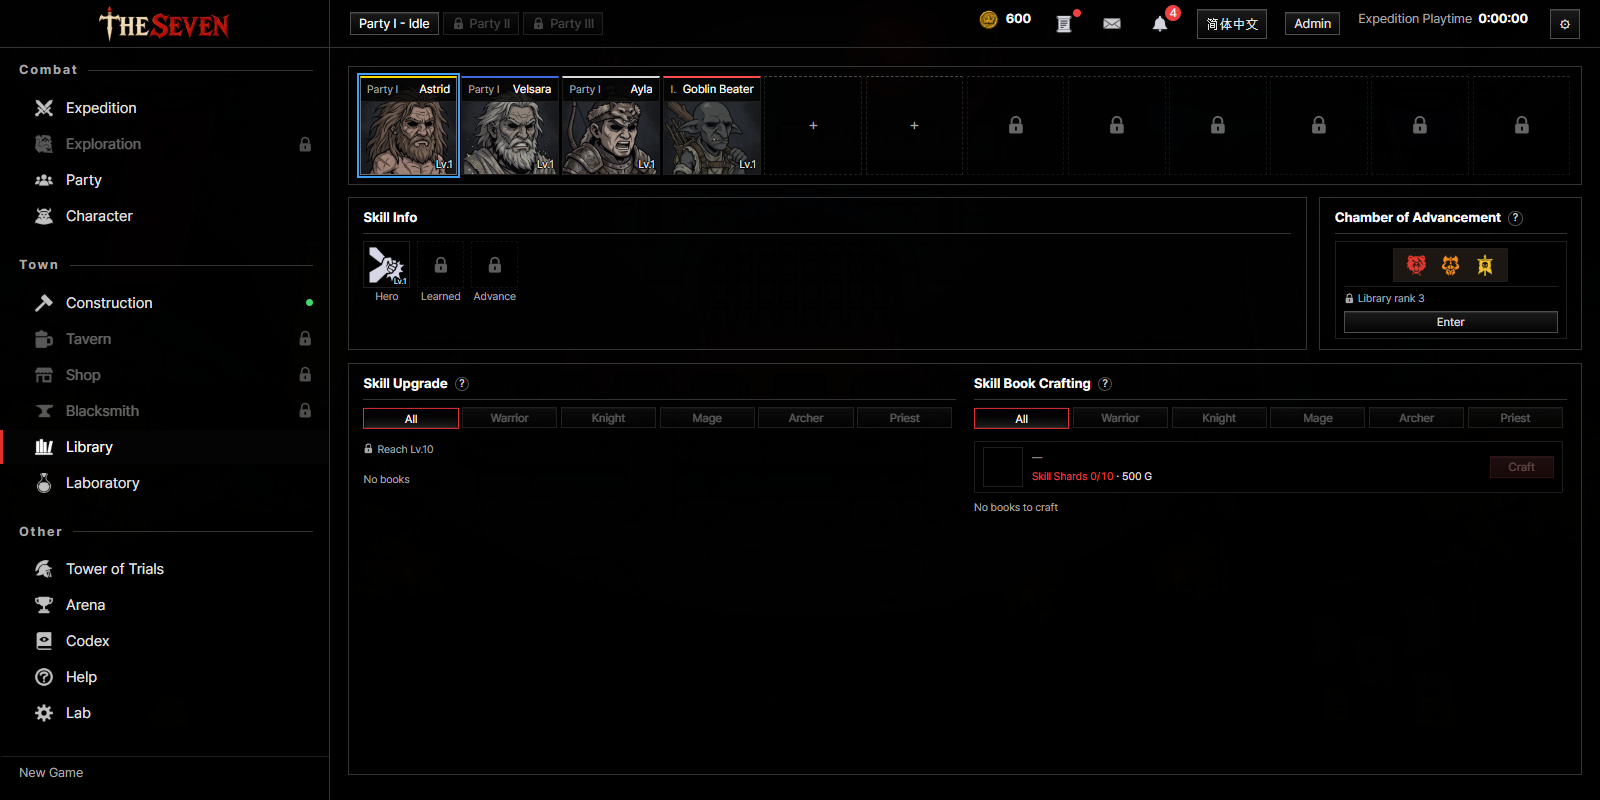 THE SEVEN
Party I - Idle
Party II
Party III
600
4
简体中文
Admin
Expedition Playtime 0:00:00
Combat
Expedition
Exploration
Party
Character
Town
Construction
Tavern
Shop
Blacksmith
Library
Laboratory
Other
Tower of Trials
Arena
Codex
Help
Lab
New Game
Party I Astrid
Lv.1
Party I Velsara
Lv.1
Party I Ayla
Lv.1
I. Goblin Beater
Lv.1
+
+
Skill Info
Lv.1
Hero
Learned
Advance
Chamber of Advancement ?
Library rank 3
Enter
Skill Upgrade ?
All
Warrior
Knight
Mage
Archer
Priest
Reach Lv.10
No books
Skill Book Crafting ?
All
Warrior
Knight
Mage
Archer
Priest
—
Skill Shards 0/10 · 500 G
Craft
No books to craft